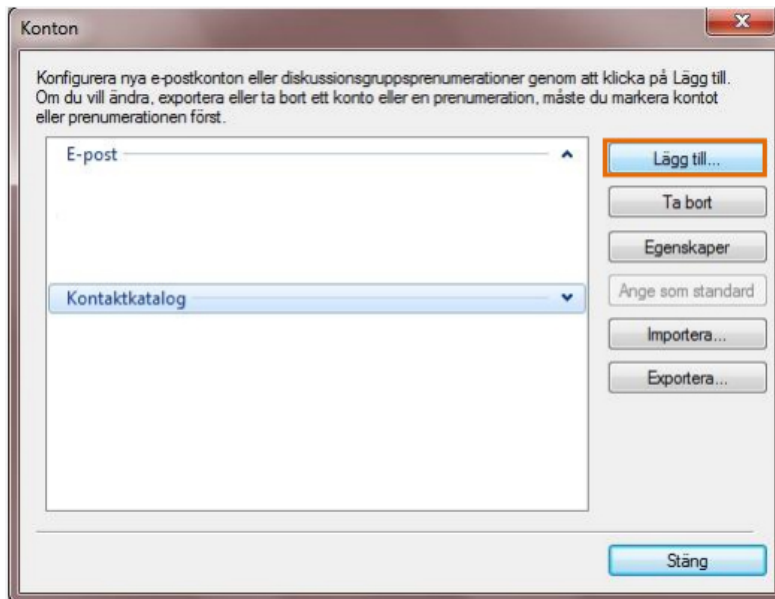 Konton
Konfigurera nya e-postkonton eller diskussionsgruppsprenumerationer genom att klicka på Lägg till.
Om du vill ändra, exportera eller ta bort ett konto eller en prenumeration, måste du markera kontot
eller prenumerationen först.
E-post
Lägg till...
Ta bort
Egenskaper
Kontaktkatalog
Ange som standard
Importera...
Exportera...
Stäng